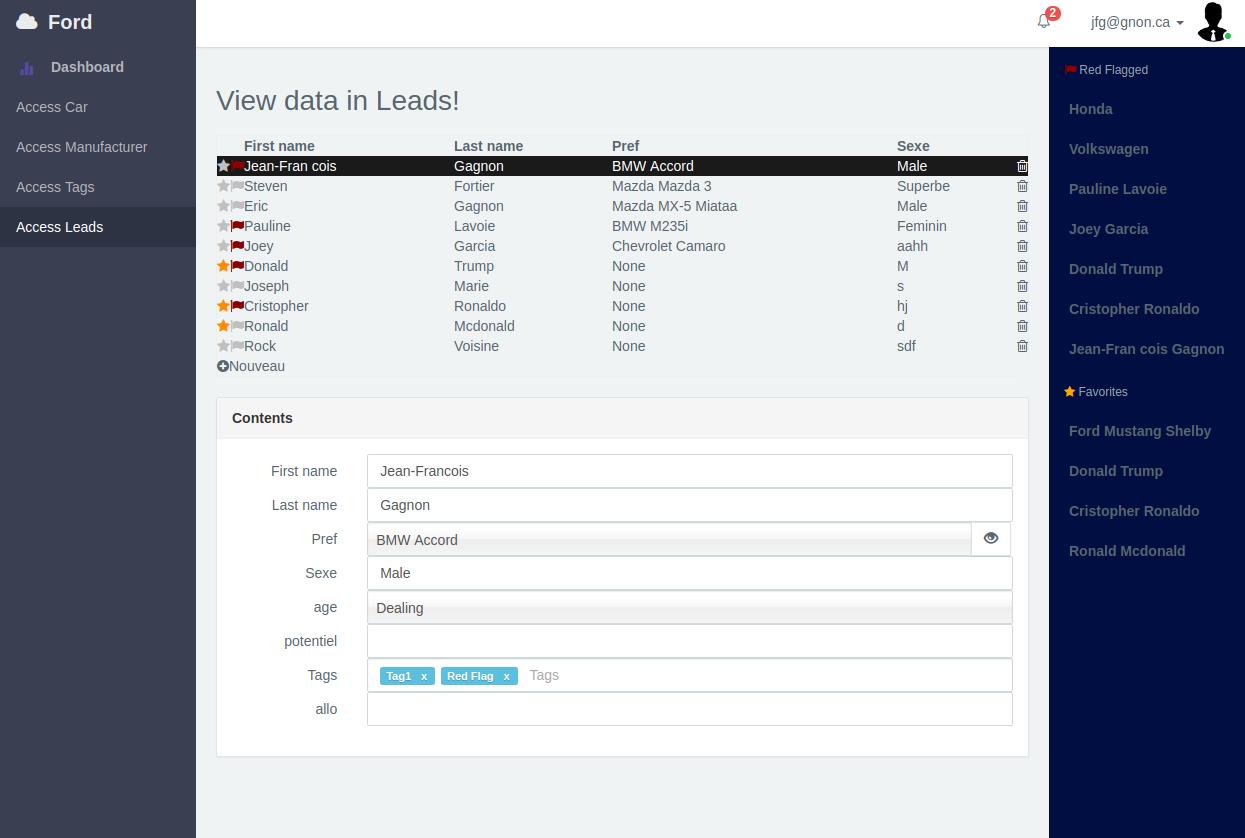 Ford
2
jfg@gnon.ca
Dashboard
Access Car
Access Manufacturer
Access Tags
Access Leads
View data in Leads!
First name Last name Pref Sexe
Jean-Fran cois Gagnon BMW Accord Male
Steven Fortier Mazda Mazda 3 Superbe
Eric Gagnon Mazda MX-5 Miataa Male
Pauline Lavoie BMW M235i Feminin
Joey Garcia Chevrolet Camaro aahh
Donald Trump None M
Joseph Marie None s
Cristopher Ronaldo None hj
Ronald Mcdonald None d
Rock Voisine None sdf
Nouveau
Contents
First name Jean-Francois
Last name Gagnon
Pref BMW Accord
Sexe Male
age Dealing
potentiel
Tags Tag1 x Red Flag x Tags
allo
Red Flagged
Honda
Volkswagen
Pauline Lavoie
Joey Garcia
Donald Trump
Cristopher Ronaldo
Jean-Fran cois Gagnon
Favorites
Ford Mustang Shelby
Donald Trump
Cristopher Ronaldo
Ronald Mcdonald